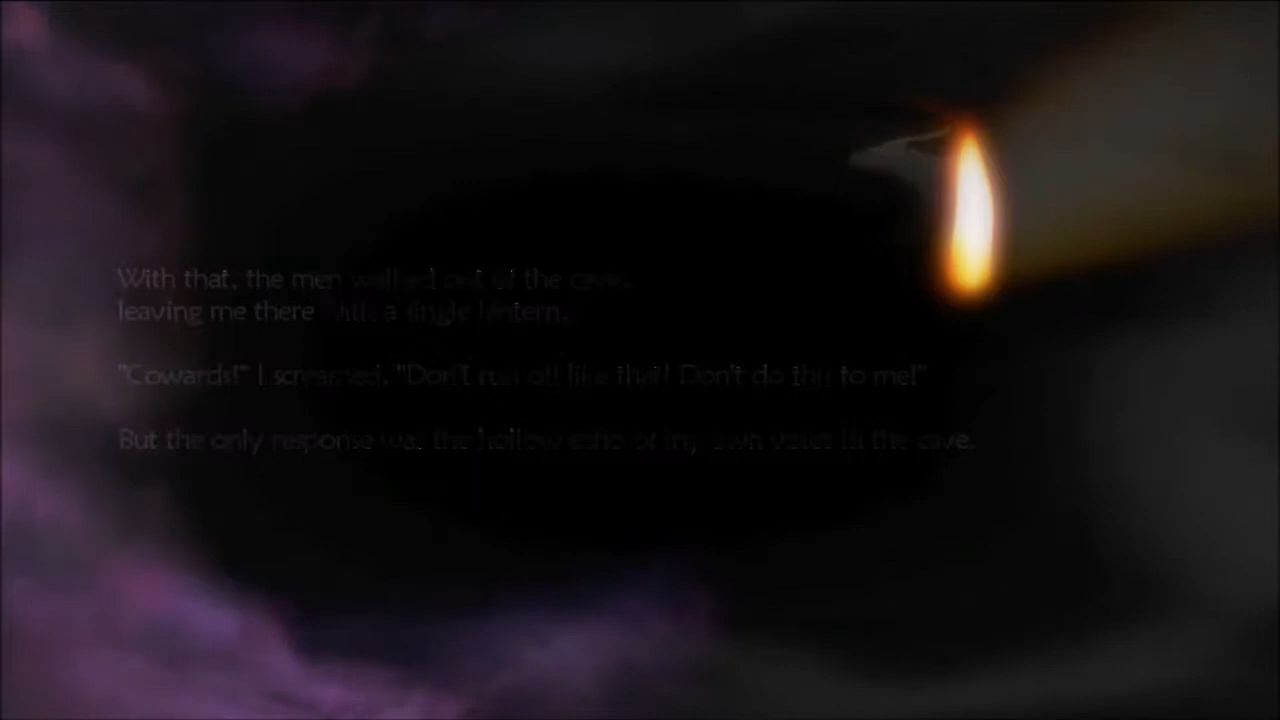 With that, the men walked out of the cave,
leaving me there with a single lantern.
"Cowards!" I screamed. "Don't run off like that! Don't do this to me!"
But the only response was the hollow echo of my own voice in the cave.